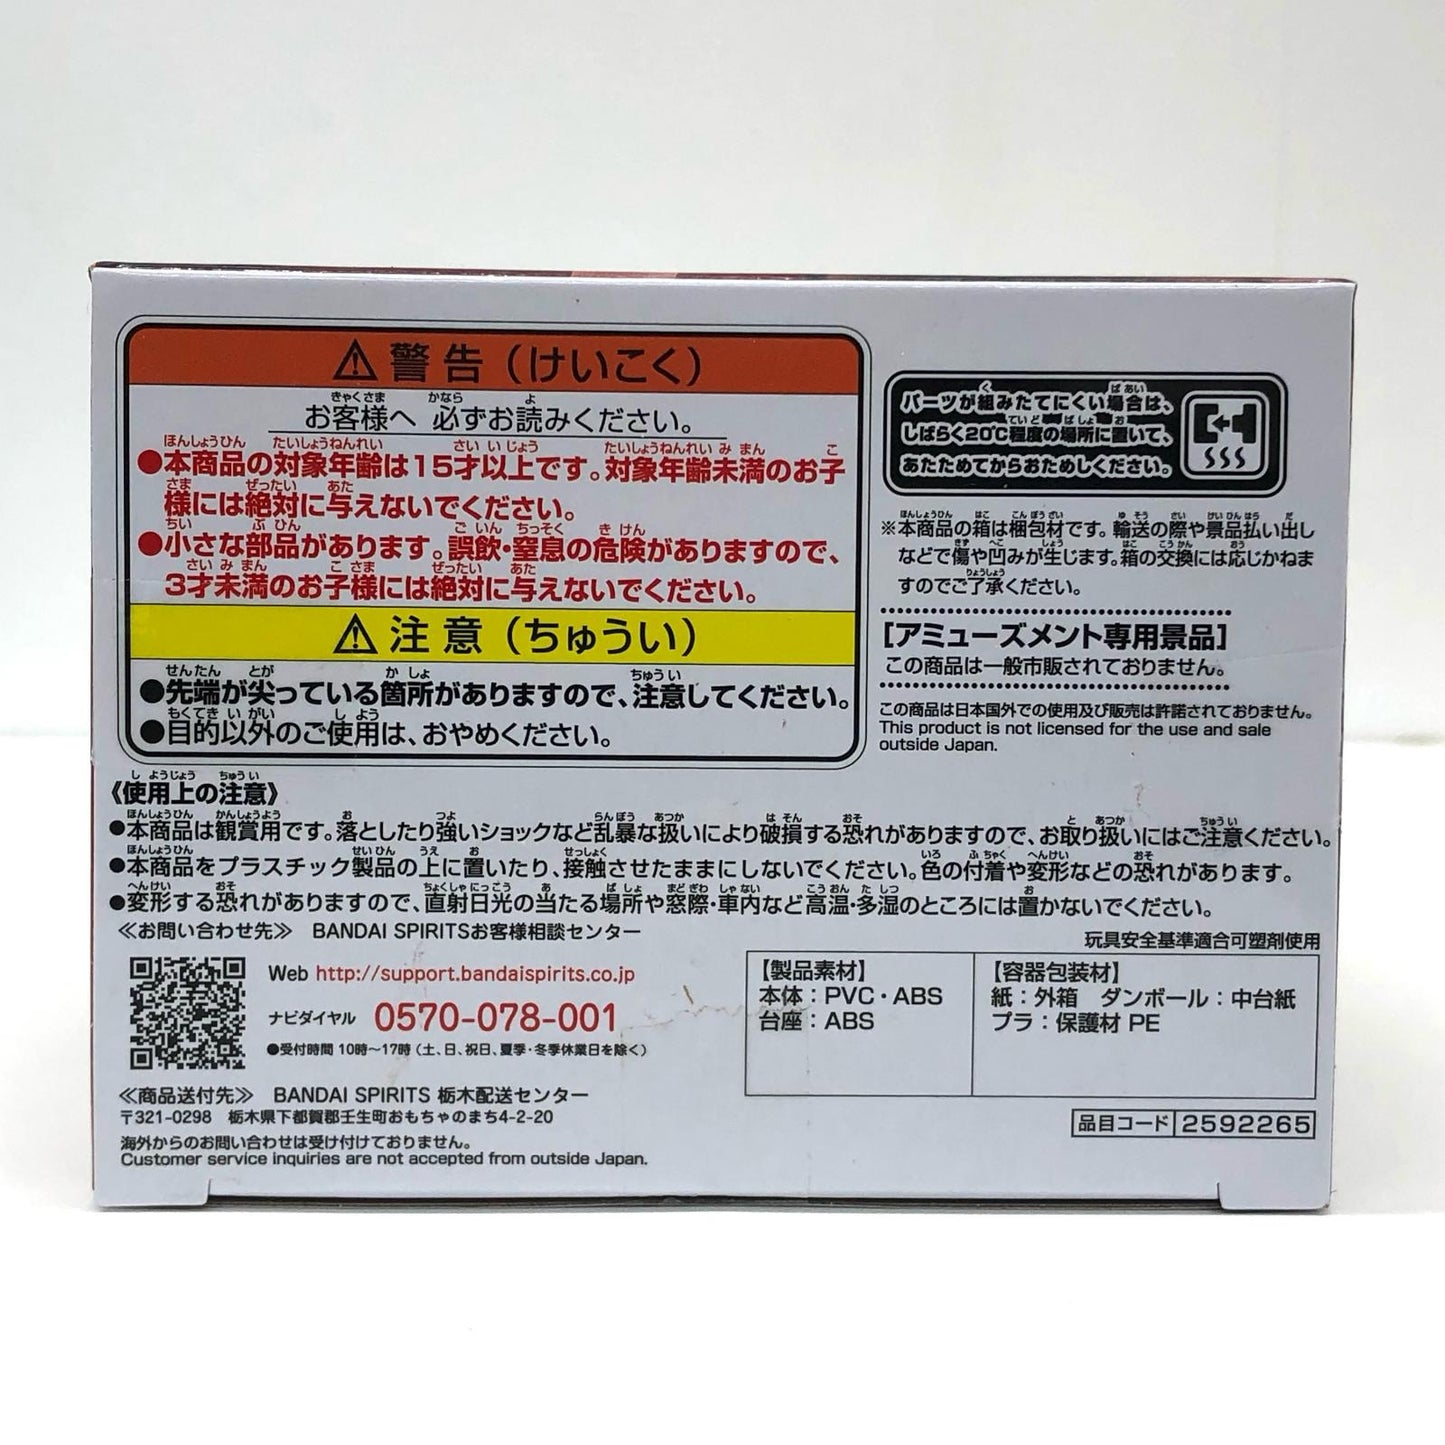 ⚠警告(けいこく)
お客様へ 必ずお読みください。
●本商品の対象年齢は15才以上です。対象年齢未満のお子
様には絶対に与えないでください。
●小さな部品があります。誤飲・窒息の危険がありますので、
3才未満のお子様には絶対に与えないでください。
⚠注意(ちゅうい)
●先端が尖っている箇所がありますので、注意してください。
●目的以外のご使用は、おやめください。
パーツが組みたてにくい場合は、
しばらく20℃程度の場所に置いて、
あたためてからおためしください。
※本商品の箱は梱包材です。輸送の際や景品払い出し
などで傷や凹みが生じます。箱の交換には応じかねま
すのでご了承ください。
[アミューズメント専用景品]
この商品は一般市販されておりません。
この商品は日本国外での使用及び販売は許諾されておりません。
This product is not licensed for the use and sale
outside Japan.
《使用上の注意》
●本商品は観賞用です。落としたり強いショックなど乱暴な扱いにより破損する恐れがありますので、お取り扱いにはご注意ください。
●本商品をプラスチック製品の上に置いたり、接触させたままにしないでください。色の付着や変形などの恐れがあります。
●変形する恐れがありますので、直射日光の当たる場所や窓際・車内など高温・多湿のところには置かないでください。
≪お問い合わせ先≫ BANDAI SPIRITSお客様相談センター
Web http://support.bandaispirits.co.jp
ナビダイヤル 0570-078-001
●受付時間 10時~17時(土、日、祝日、夏季・冬季休業日を除く)
≪商品送付先≫ BANDAI SPIRITS 栃木配送センター
〒321-0298 栃木県下都賀郡壬生町おもちゃのまち4-2-20
海外からのお問い合わせは受け付けておりません。
Customer service inquiries are not accepted from outside Japan.
玩具安全基準適合可塑剤使用
【製品素材】
本体:PVC・ABS
台座:ABS
【容器包装材】
紙:外箱 ダンボール:中台紙
プラ:保護材 PE
品目コード 2592265